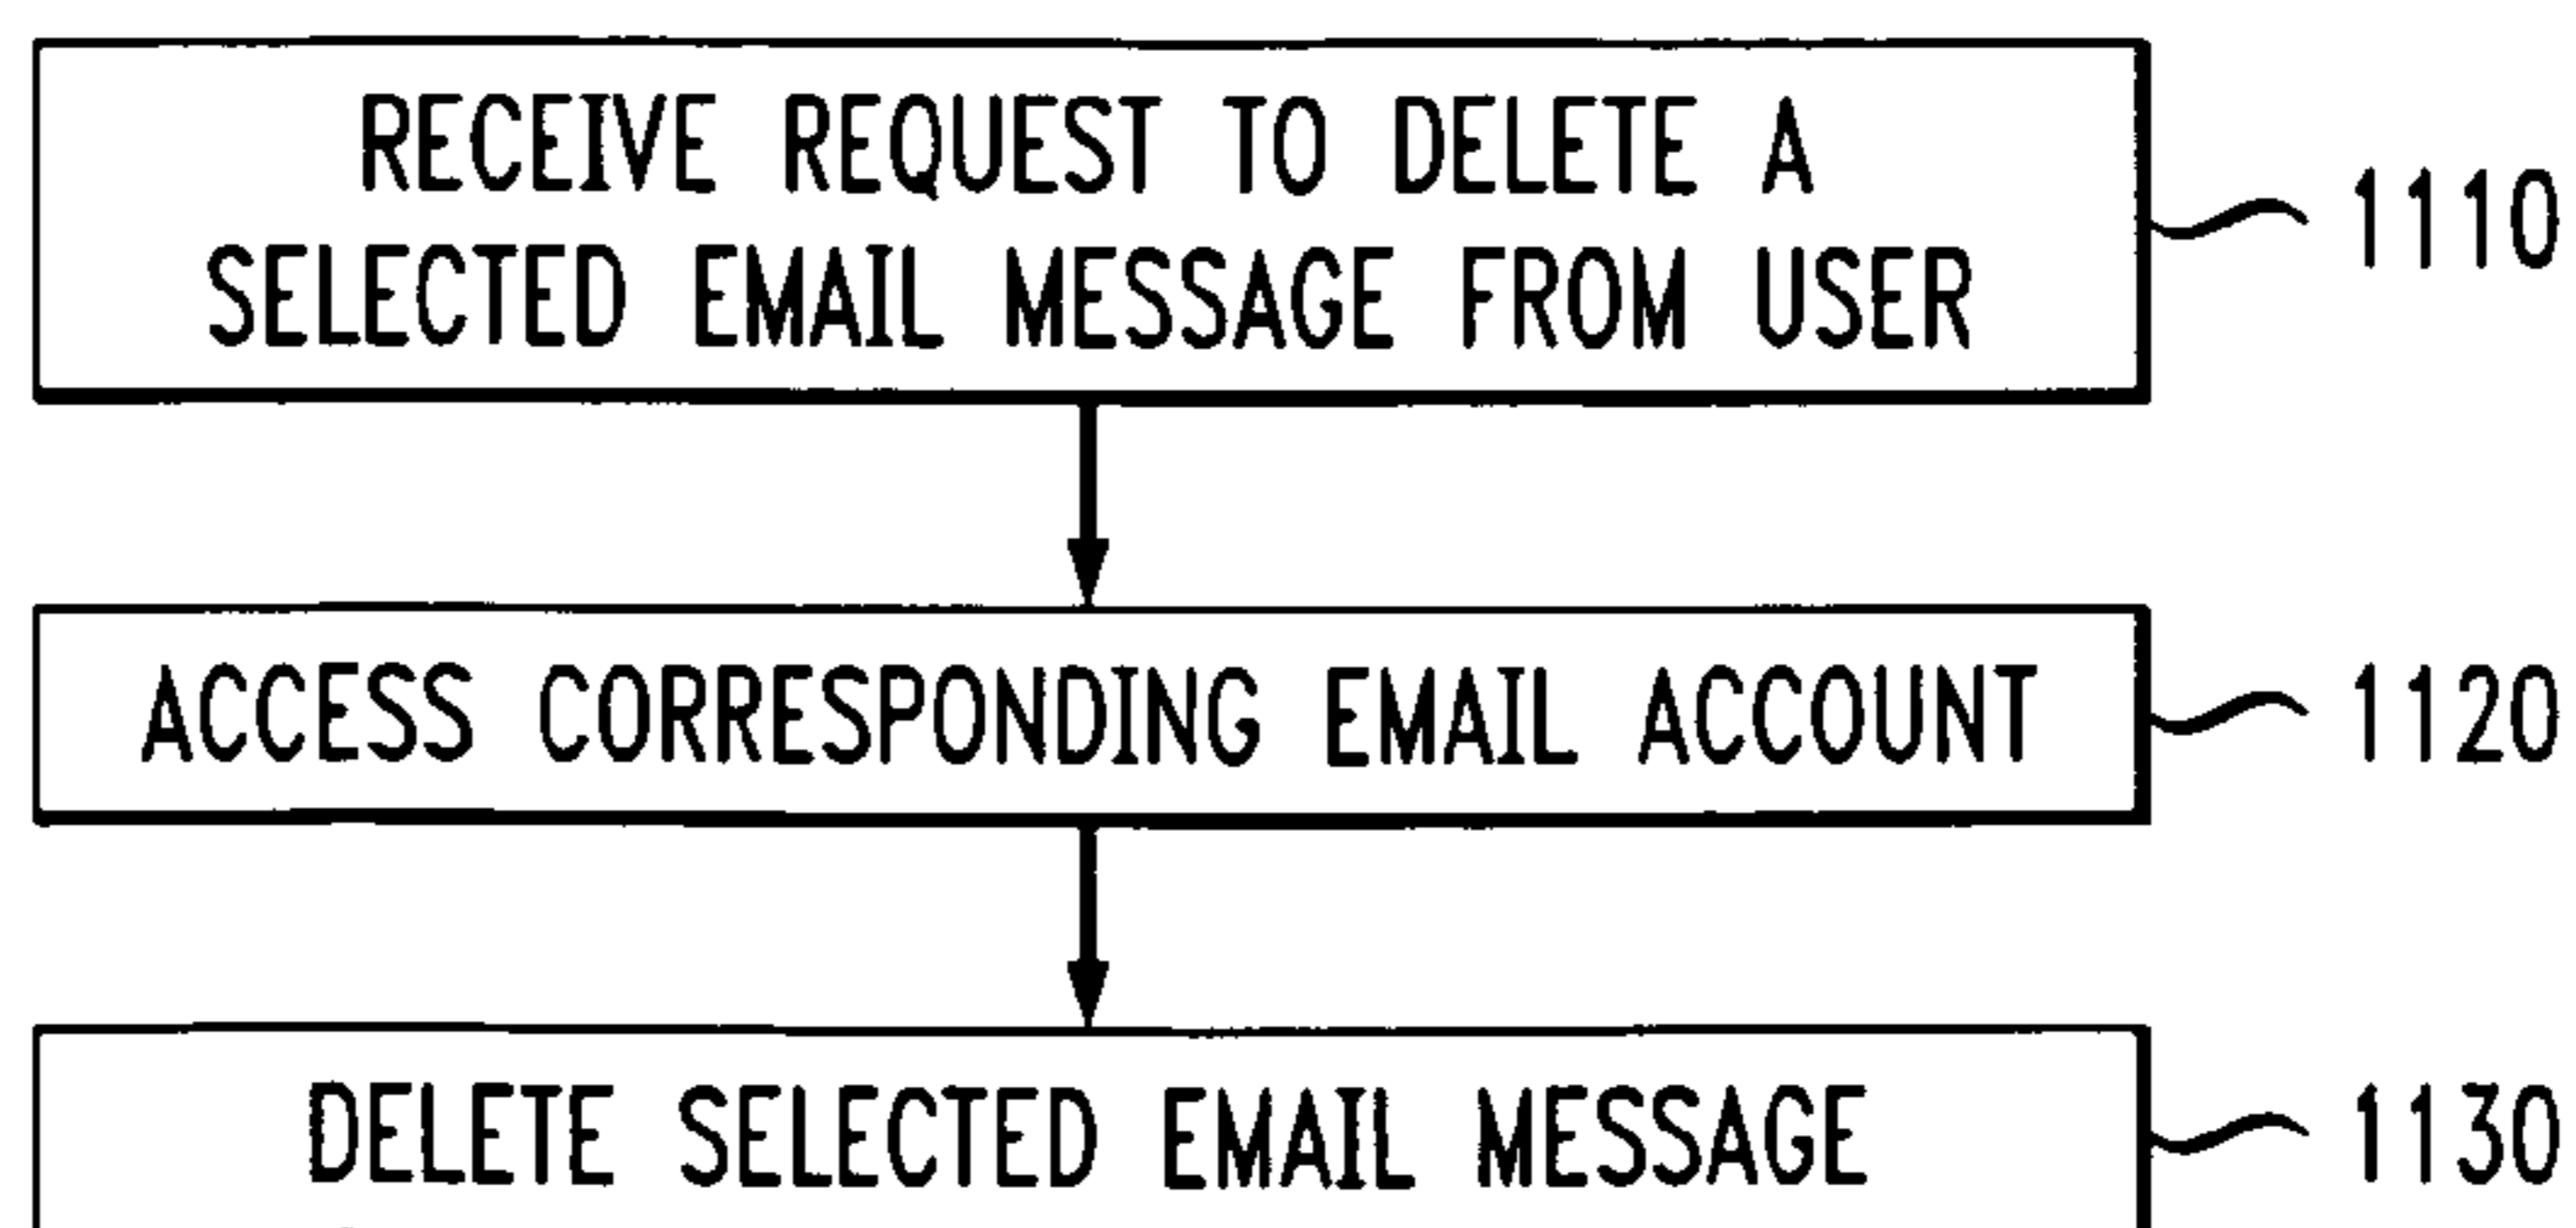 RECEIVE REQUEST TO DELETE A
SELECTED EMAIL MESSAGE FROM USER
1110
ACCESS CORRESPONDING EMAIL ACCOUNT
1120
DELETE SELECTED EMAIL MESSAGE
1130